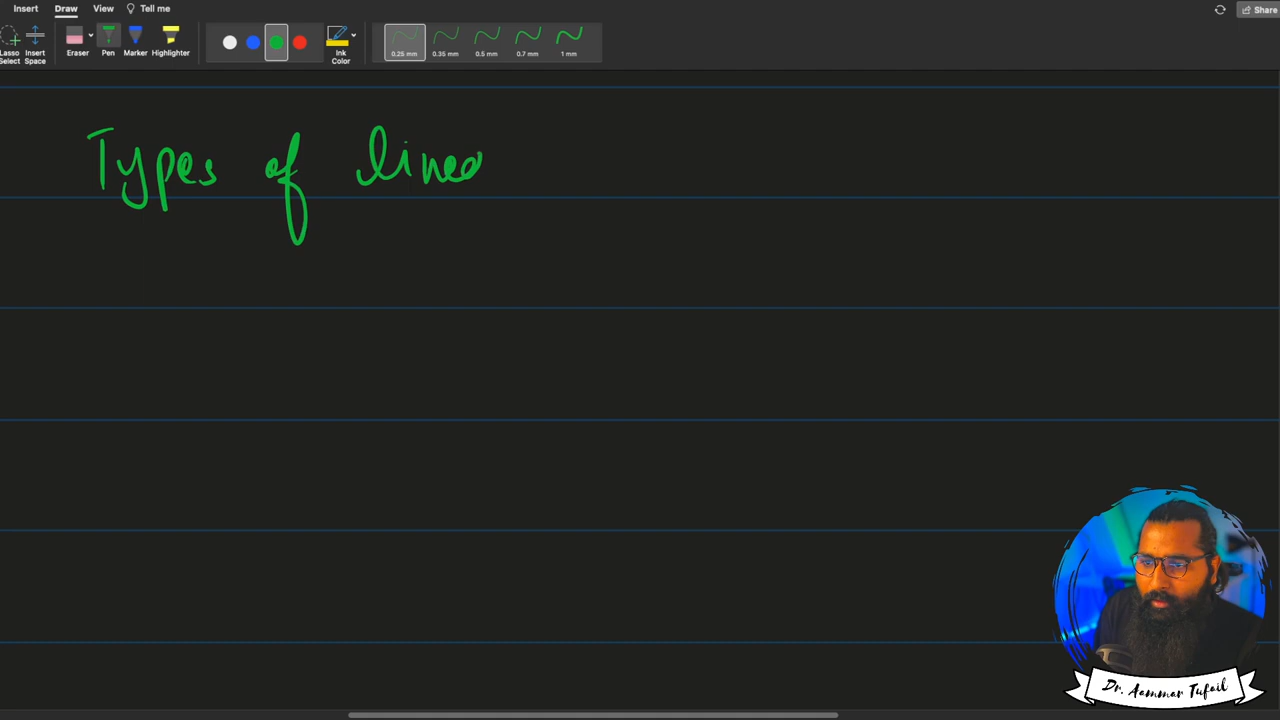 Insert Draw View Tell me Share
Lasso Select Insert Space Eraser Pen Marker Highlighter Ink Color 0.25 mm 0.35 mm 0.5 mm 0.7 mm 1 mm
Types of linea
Dr. Aammar Tufail